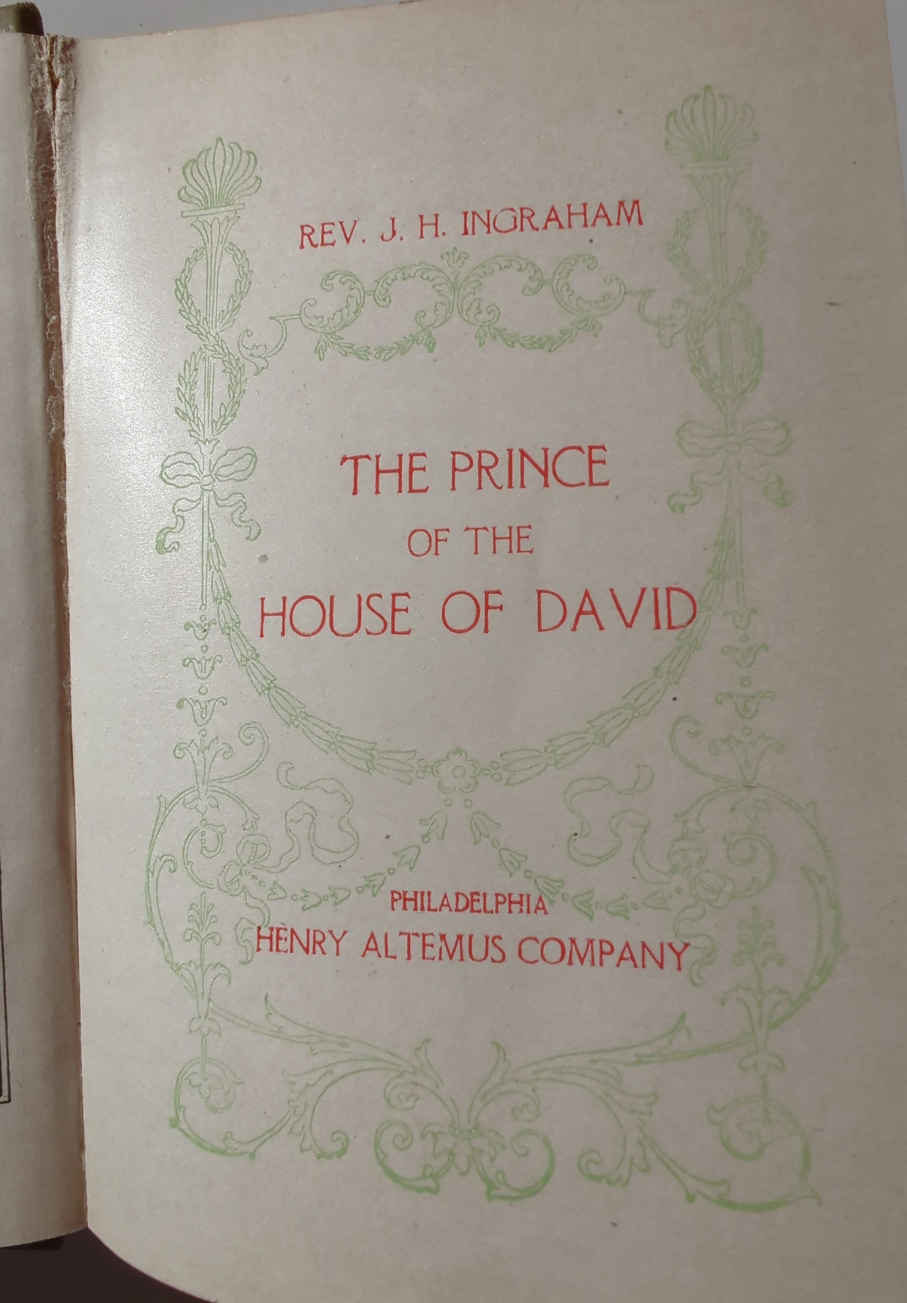 REV. J. H. INGRAHAM
THE PRINCE
OF THE
HOUSE OF DAVID
PHILADELPHIA
HENRY ALTEMUS COMPANY